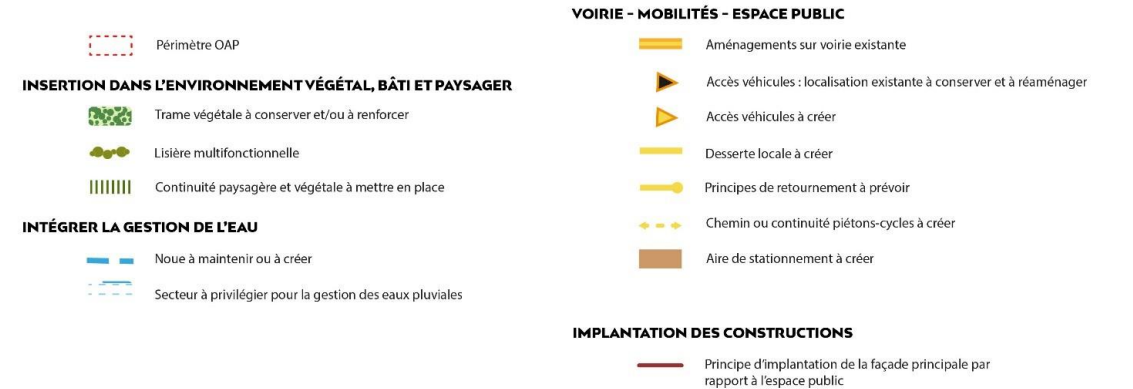 Périmètre OAP
INSERTION DANS L'ENVIRONNEMENT VÉGÉTAL, BÂTI ET PAYSAGER
Trame végétale à conserver et/ou à renforcer
Lisière multifonctionnelle
Continuité paysagère et végétale à mettre en place
INTÉGRER LA GESTION DE L'EAU
Noue à maintenir ou à créer
Secteur à privilégier pour la gestion des eaux pluviales
VOIRIE – MOBILITÉS – ESPACE PUBLIC
Aménagements sur voirie existante
Accès véhicules : localisation existante à conserver et à réaménager
Accès véhicules à créer
Desserte locale à créer
Principes de retournement à prévoir
Chemin ou continuité piétons-cycles à créer
Aire de stationnement à créer
IMPLANTATION DES CONSTRUCTIONS
Principe d'implantation de la façade principale par
rapport à l'espace public